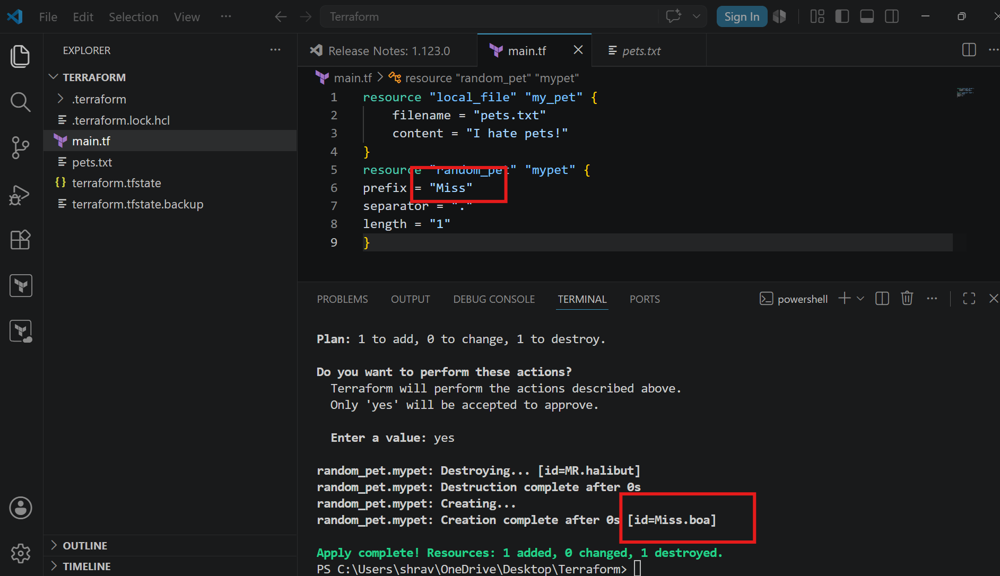 File Edit Selection View ··· Terraform Sign In
EXPLORER ···
TERRAFORM
.terraform
.terraform.lock.hcl
main.tf
pets.txt
terraform.tfstate
terraform.tfstate.backup
OUTLINE
TIMELINE
Release Notes: 1.123.0 main.tf pets.txt
main.tf > resource "random_pet" "mypet"
1 resource "local_file" "my_pet" {
2 filename = "pets.txt"
3 content = "I hate pets!"
4 }
5 resource "random_pet" "mypet" {
6 prefix = "Miss"
7 separator = "."
8 length = "1"
9 }
PROBLEMS OUTPUT DEBUG CONSOLE TERMINAL PORTS powershell
Plan: 1 to add, 0 to change, 1 to destroy.
Do you want to perform these actions?
Terraform will perform the actions described above.
Only 'yes' will be accepted to approve.
Enter a value: yes
random_pet.mypet: Destroying... [id=MR.halibut]
random_pet.mypet: Destruction complete after 0s
random_pet.mypet: Creating...
random_pet.mypet: Creation complete after 0s [id=Miss.boa]
Apply complete! Resources: 1 added, 0 changed, 1 destroyed.
PS C:\Users\shrav\OneDrive\Desktop\Terraform>